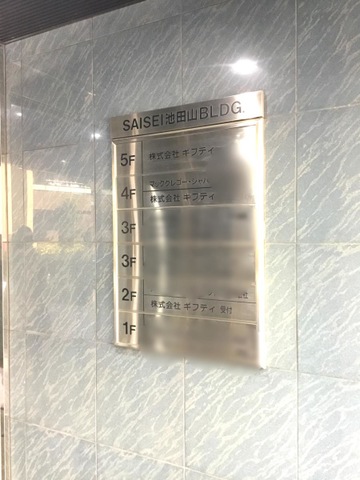 SAISEI池田山BLDG.
5F 株式会社 ギフティ
4F
株式会社 ギフティ
3F
3F
2F
株式会社 ギフティ 受付
1F